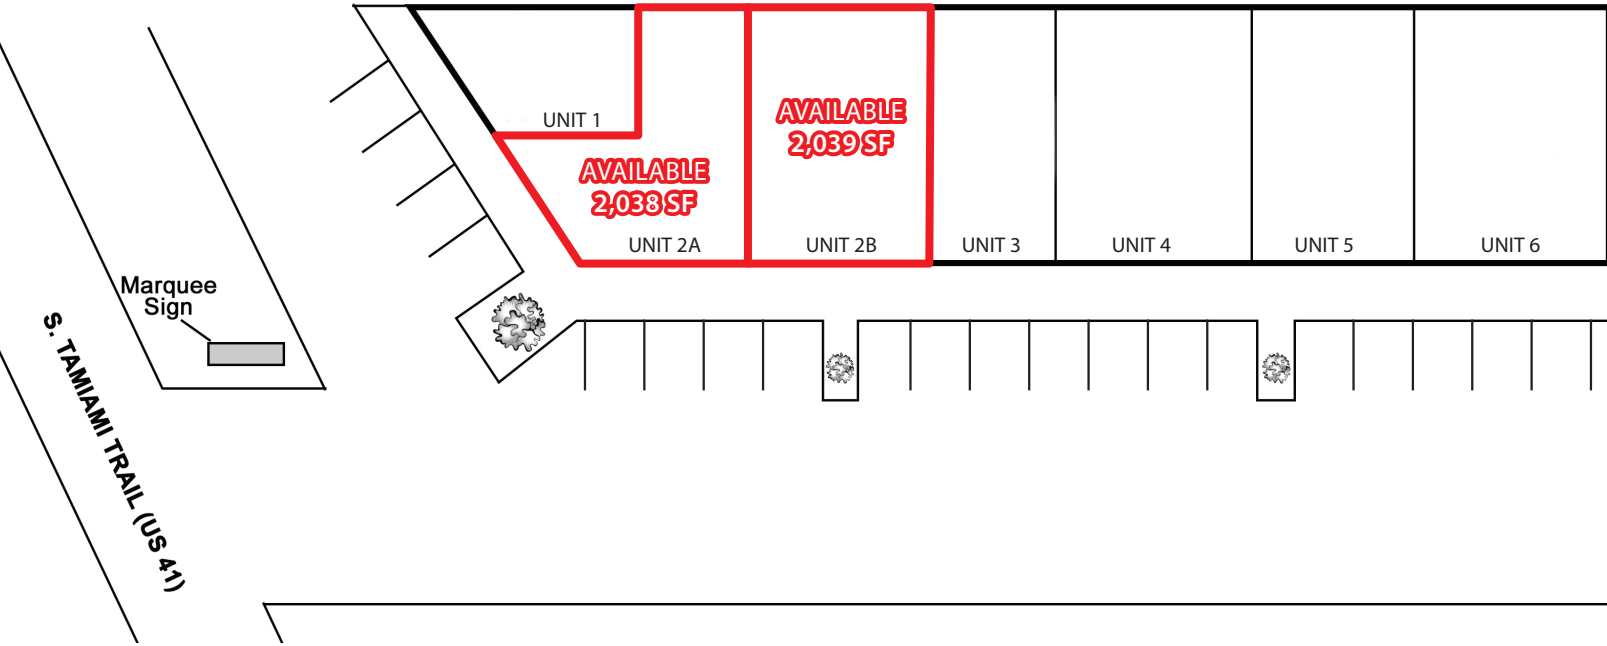 UNIT 1
AVAILABLE
2,038 SF
UNIT 2A
AVAILABLE
2,039 SF
UNIT 2B
UNIT 3
UNIT 4
UNIT 5
UNIT 6
Marquee
Sign
S. TAMIAMI TRAIL (US 41)